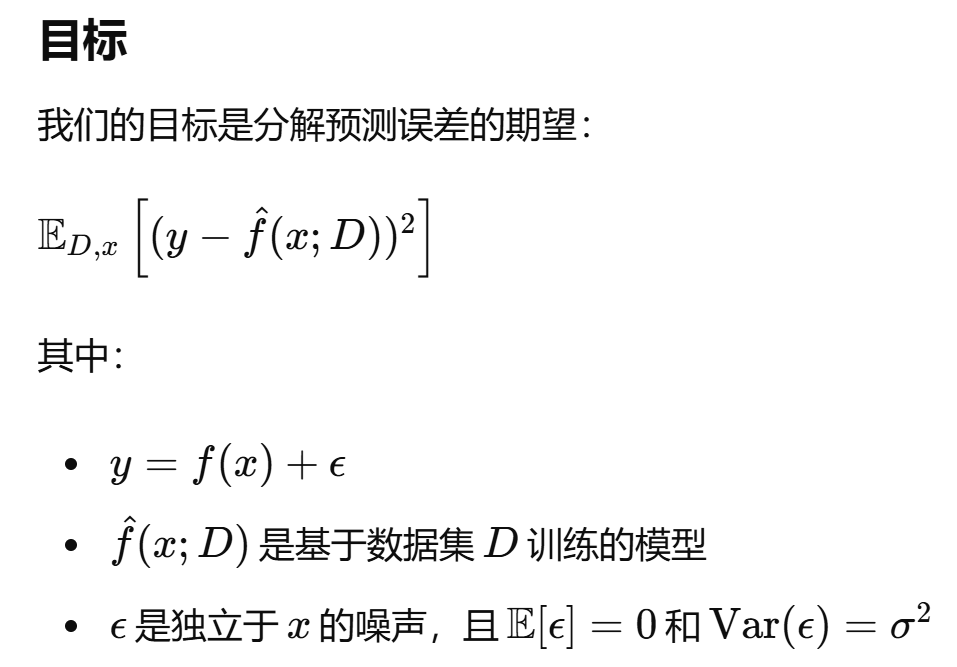 目标
我们的目标是分解预测误差的期望：
$\mathbb{E}_{D,x}\left[(y-\hat{f}(x;D))^2\right]$
其中：
• $y=f(x)+\epsilon$
• $\hat{f}(x;D)$ 是基于数据集 $D$ 训练的模型
• $\epsilon$ 是独立于 $x$ 的噪声，且 $\mathbb{E}[\epsilon]=0$ 和 $\mathrm{Var}(\epsilon)=\sigma^2$